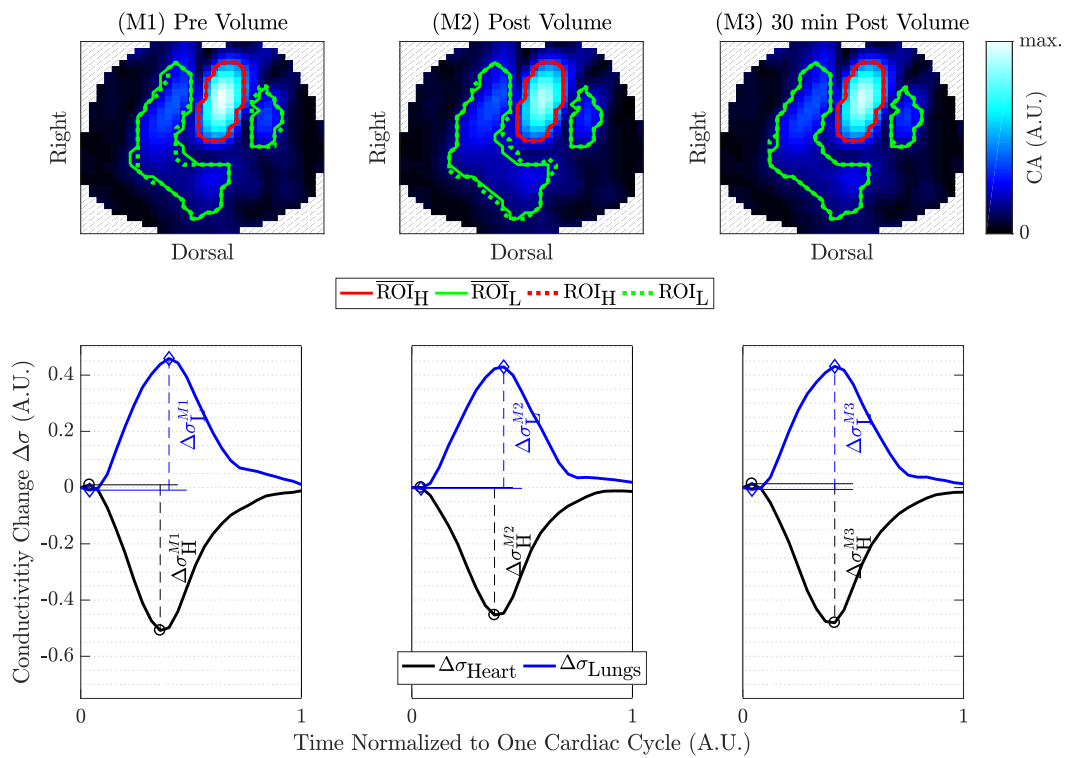 (M1) Pre Volume
(M2) Post Volume
(M3) 30 min Post Volume
Right
Right
Right
max.
CA (A.U.)
0
Dorsal
Dorsal
Dorsal
R̅O̅I̅_H R̅O̅I̅_L ROI_H ROI_L
Conductivitiy Change Δσ (A.U.)
0.4
0.2
0
-0.2
-0.4
-0.6
Δσ_L^{M1}
Δσ_H^{M1}
Δσ_L^{M2}
Δσ_H^{M2}
Δσ_L^{M3}
Δσ_H^{M3}
Δσ_Heart Δσ_Lungs
0 1
0 1
0 1
Time Normalized to One Cardiac Cycle (A.U.)